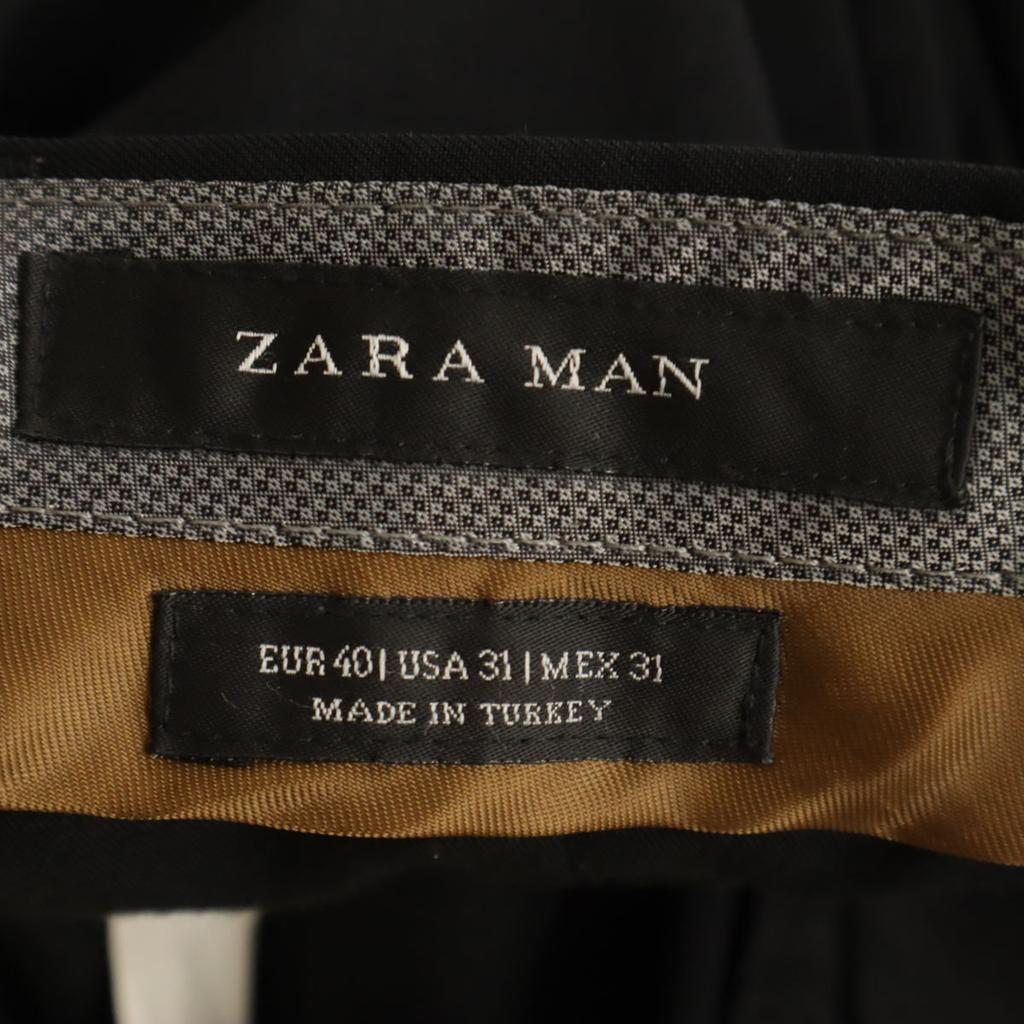 ZARA MAN
EUR 40 | USA 31 | MEX 31
MADE IN TURKEY